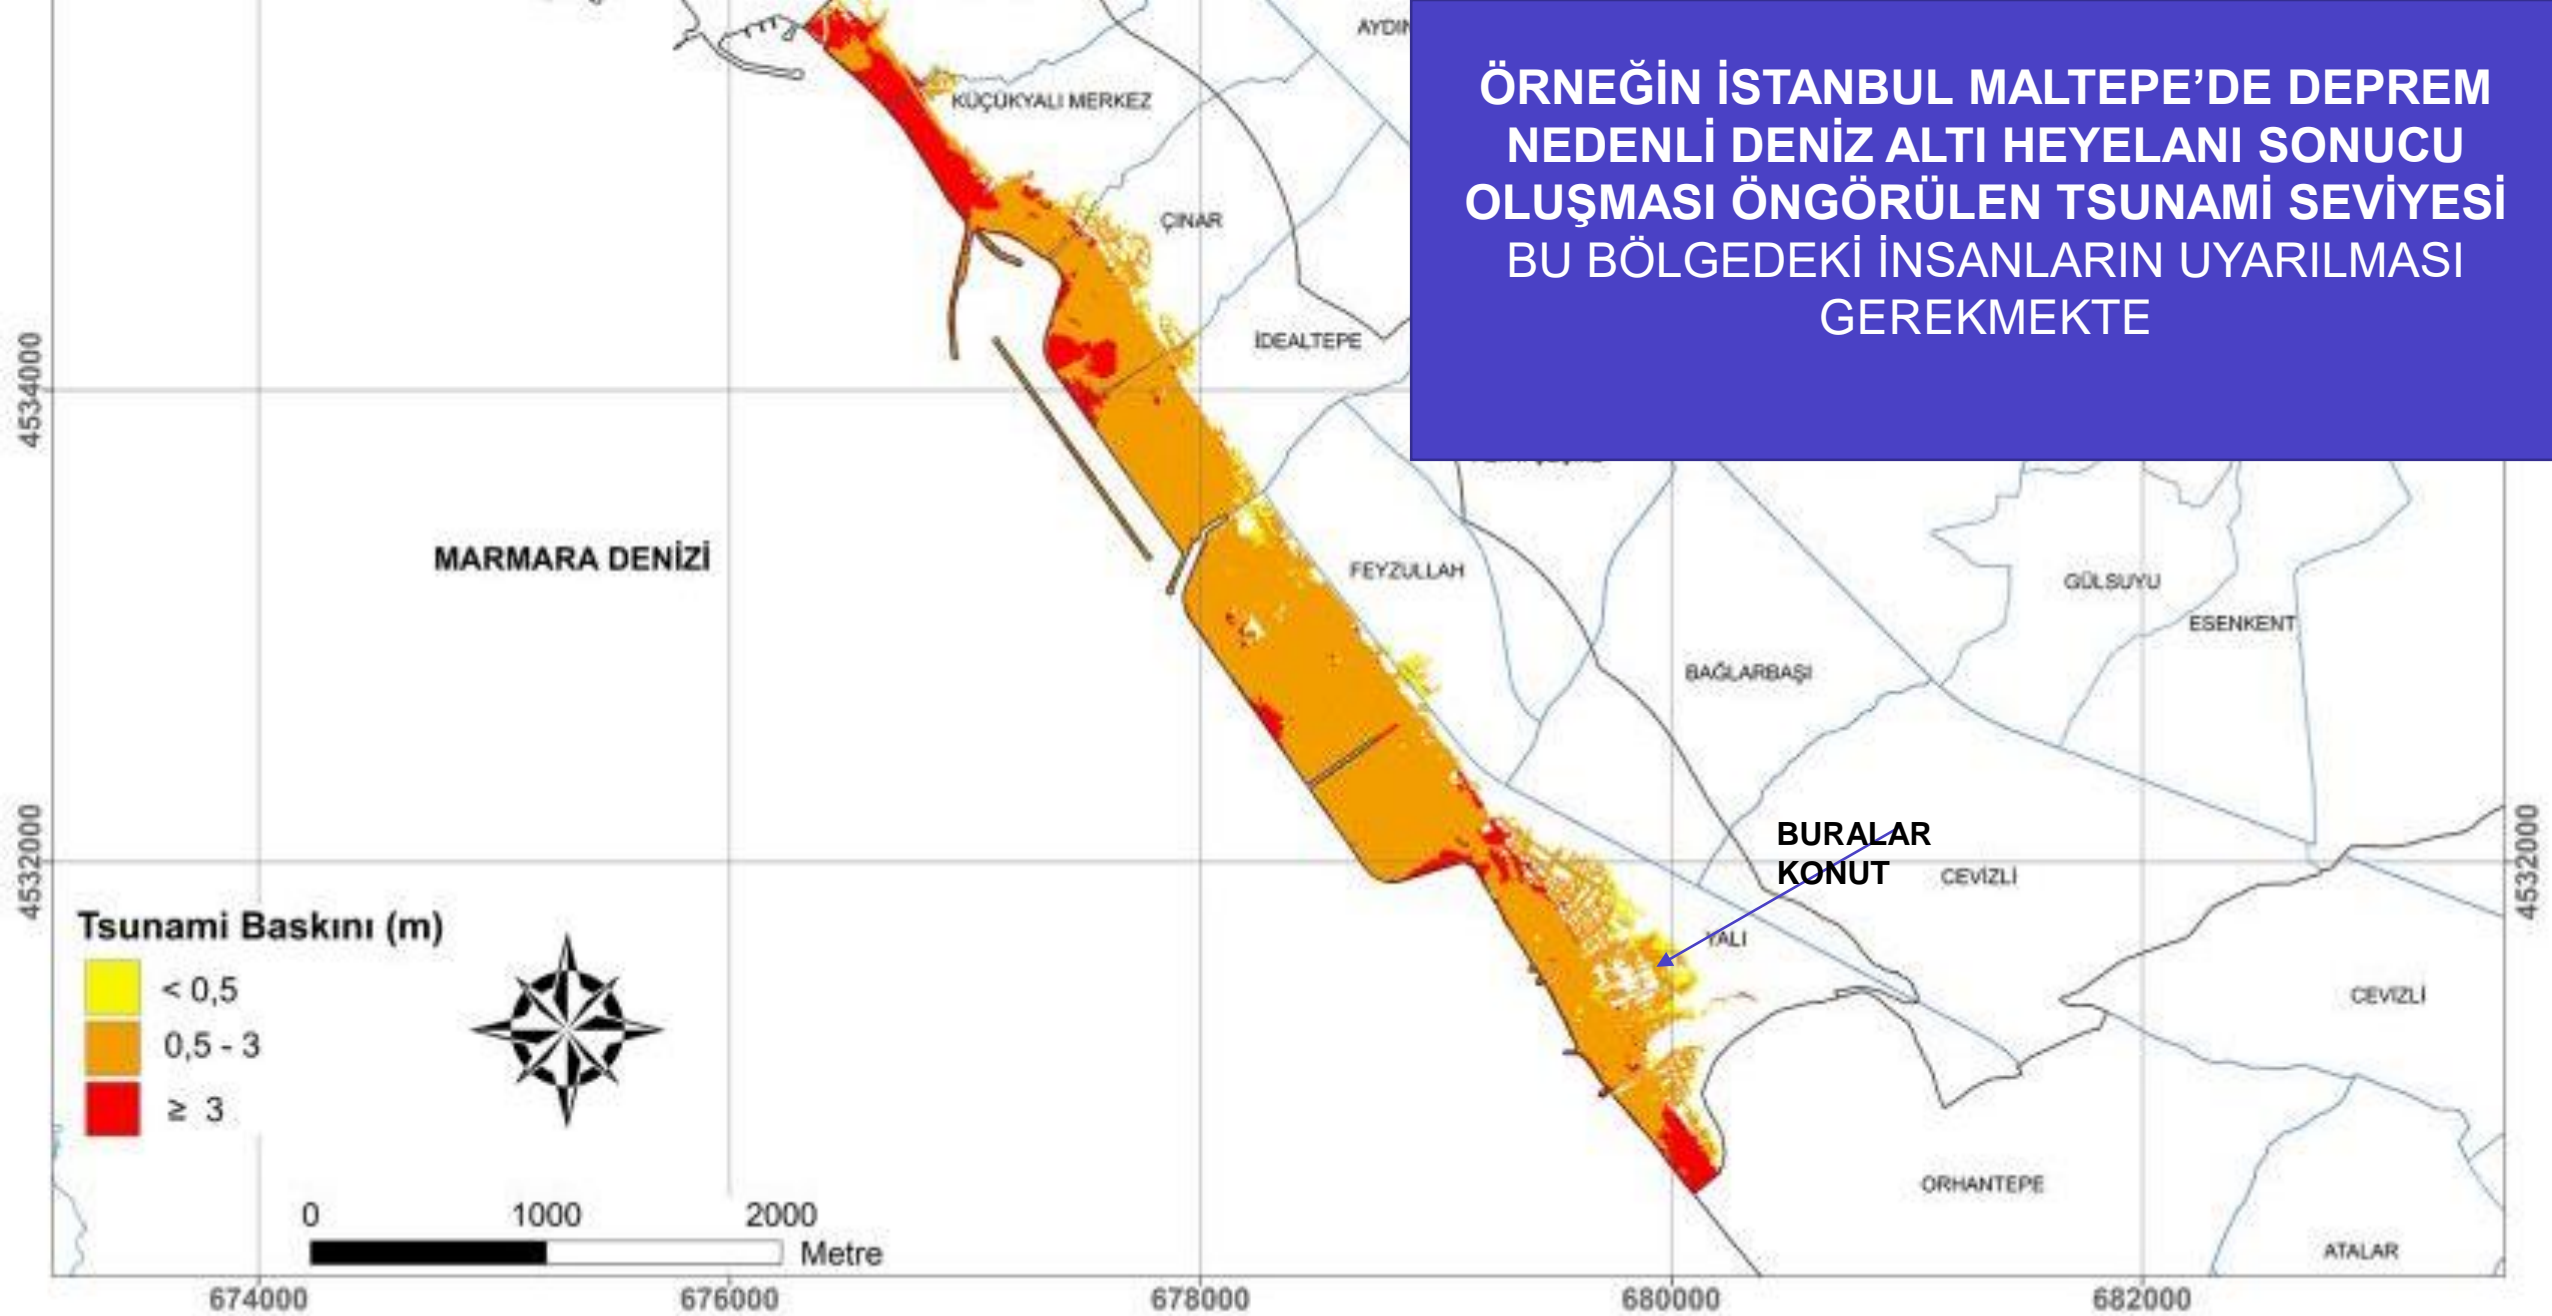 ÖRNEĞİN İSTANBUL MALTEPE’DE DEPREM
NEDENLİ DENİZ ALTI HEYELANI SONUCU
OLUŞMASI ÖNGÖRÜLEN TSUNAMİ SEVİYESİ
BU BÖLGEDEKİ İNSANLARIN UYARILMASI
GEREKMEKTE
KÜÇÜKYALI MERKEZ
ÇINAR
İDEALTEPE
4534000
MARMARA DENİZİ
FEYZULLAH
GÜLSUYU
ESENKENT
BAĞLARBAŞI
BURALAR
KONUT
CEVİZLİ
YALI
CEVİZLİ
4532000
4532000
Tsunami Baskını (m)
< 0,5
0,5 - 3
≥ 3
ORHANTEPE
ATALAR
0 1000 2000
Metre
674000 676000 678000 680000 682000